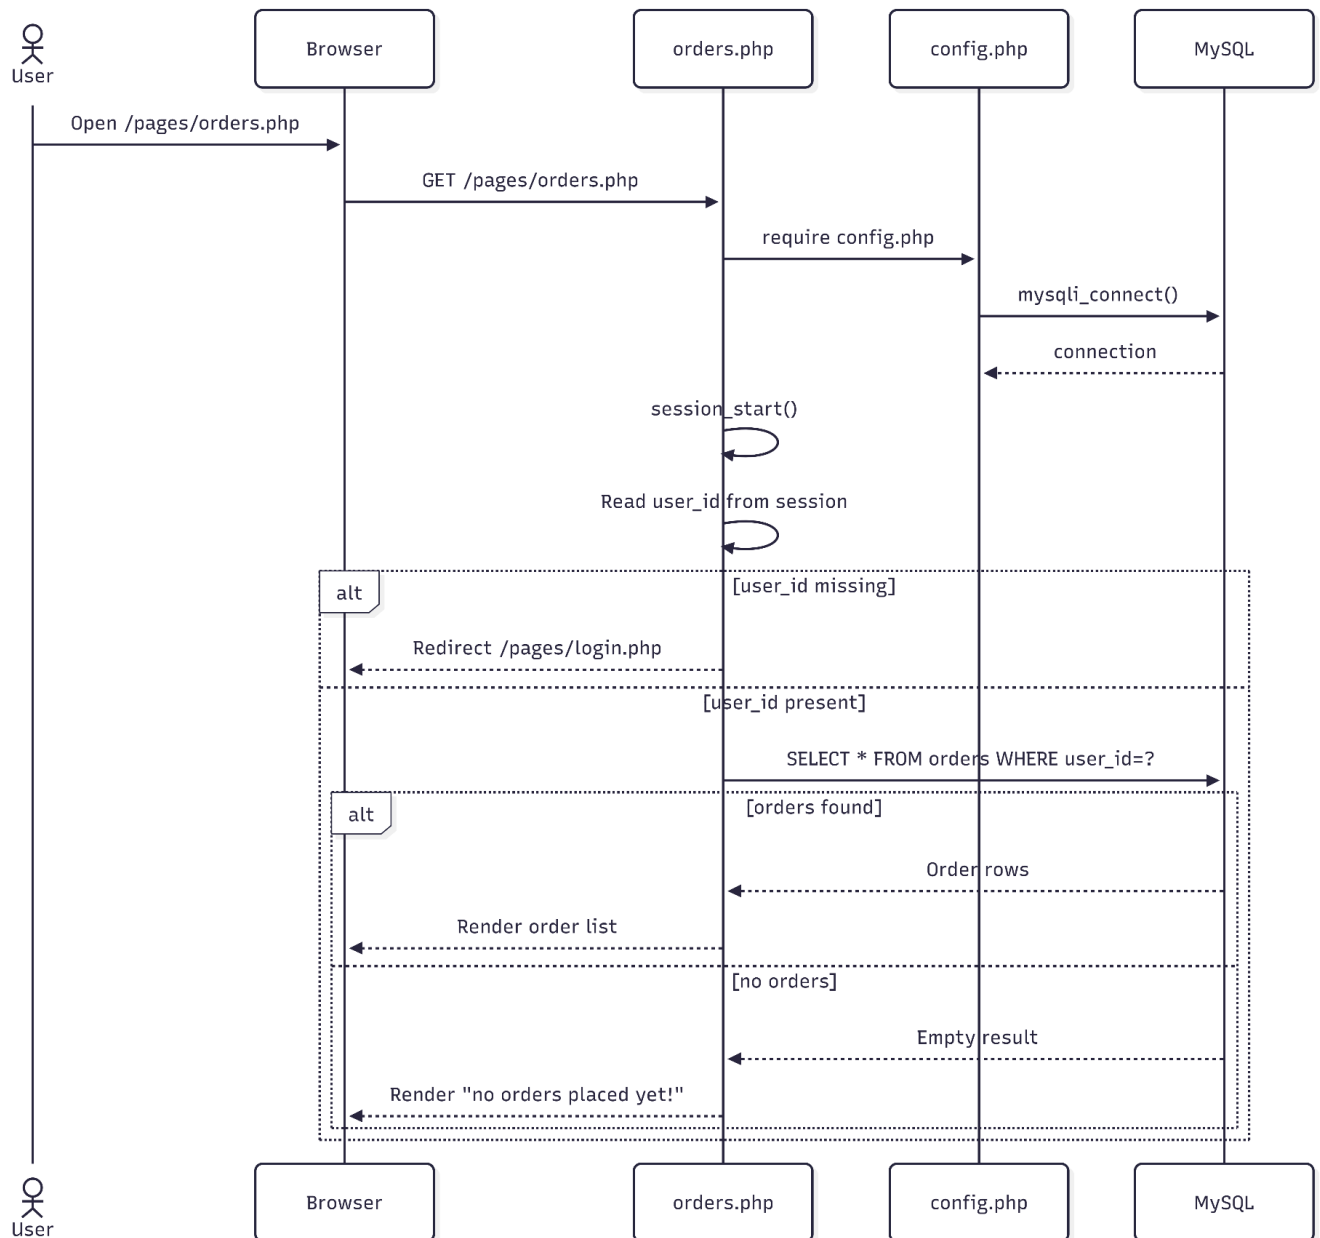 User
Browser
orders.php
config.php
MySQL
Open /pages/orders.php
GET /pages/orders.php
require config.php
mysqli_connect()
connection
session_start()
Read user_id from session
alt
[user_id missing]
Redirect /pages/login.php
[user_id present]
SELECT * FROM orders WHERE user_id=?
alt
[orders found]
Order rows
Render order list
[no orders]
Empty result
Render "no orders placed yet!"
User
Browser
orders.php
config.php
MySQL